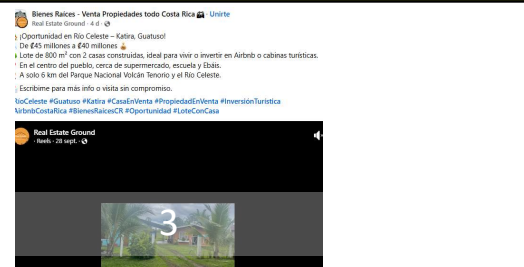 Bienes Raíces - Venta Propiedades todo Costa Rica · Unirte
Real Estate Ground · 4 d ·
¡Oportunidad en Río Celeste – Katira, Guatuso!
De ₡45 millones a ₡40 millones
Lote de 800 m² con 2 casas construidas, ideal para vivir o invertir en Airbnb o cabinas turísticas.
En el centro del pueblo, cerca de supermercado, escuela y Ebáis.
A solo 6 km del Parque Nacional Volcán Tenorio y el Río Celeste.
Escribime para más info o visita sin compromiso.
RíoCeleste #Guatuso #Katira #CasaEnVenta #PropiedadEnVenta #InversiónTurística
AirbnbCostaRica #BienesRaicesCR #Oportunidad #LoteConCasa
Real Estate Ground
· Reels · 28 sept. ·
3